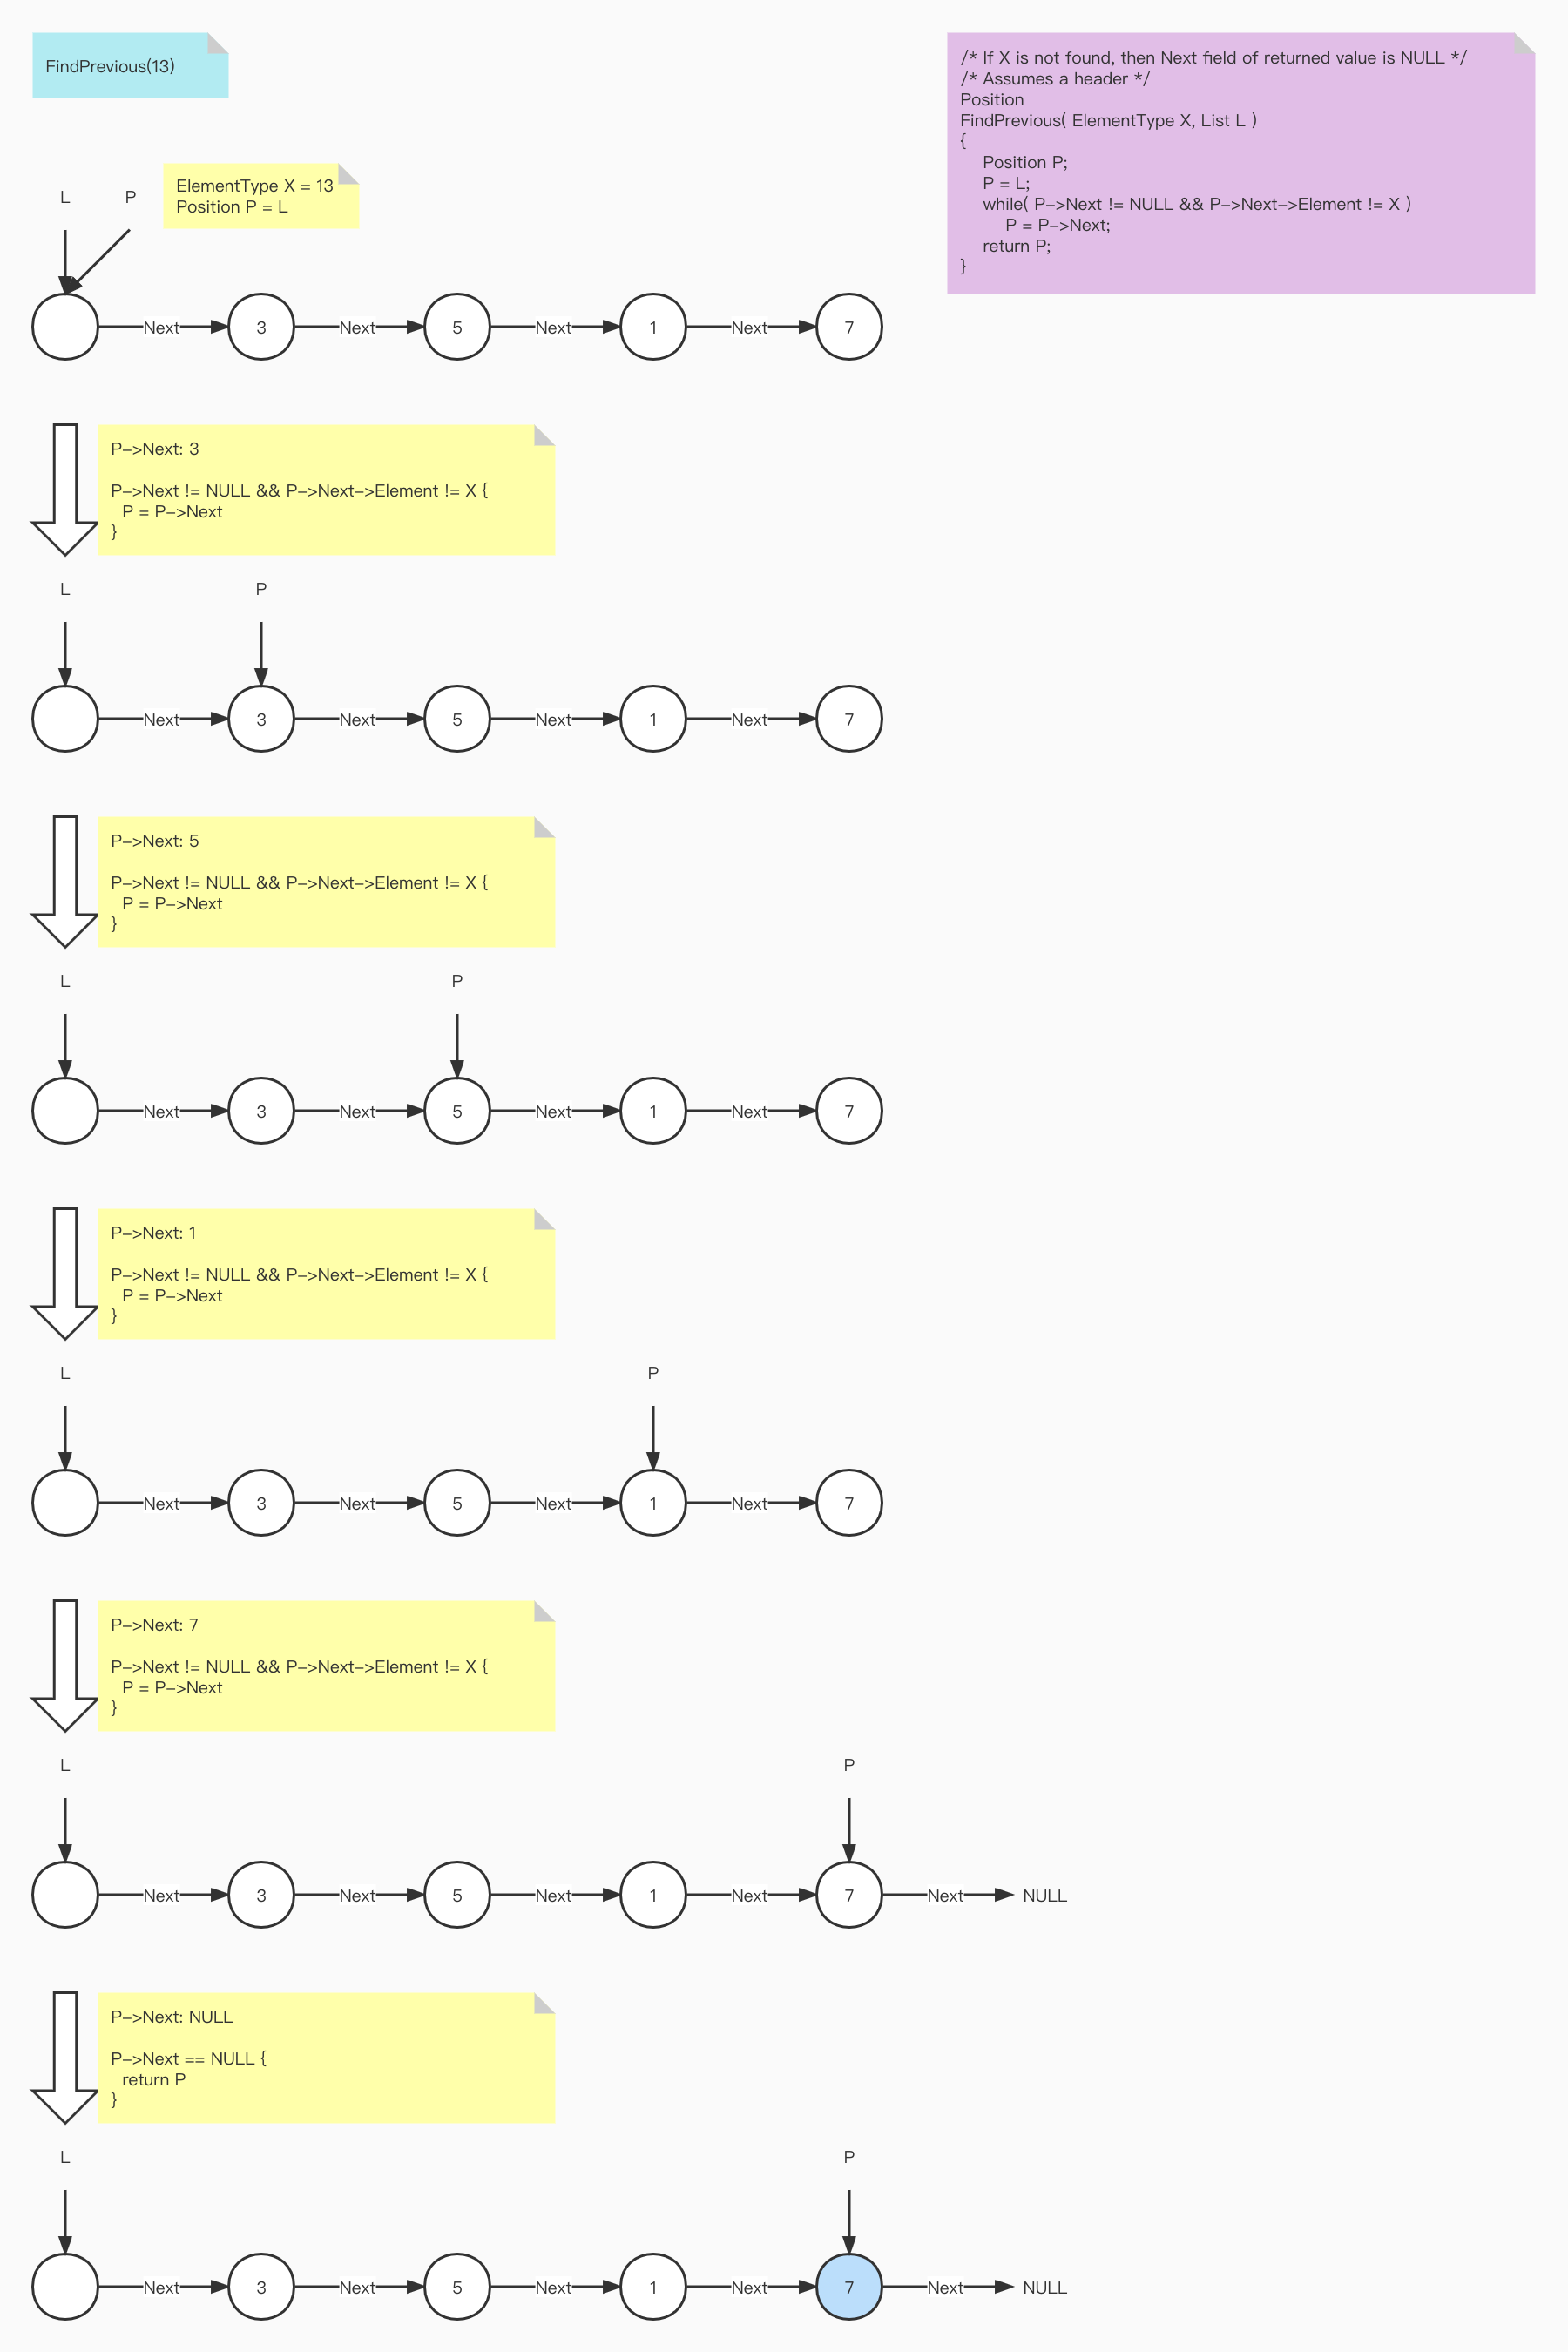 FindPrevious(13)
/* If X is not found, then Next field of returned value is NULL */
/* Assumes a header */
Position
FindPrevious( ElementType X, List L )
{
Position P;
P = L;
while( P->Next != NULL && P->Next->Element != X )
P = P->Next;
return P;
}
L P
ElementType X = 13
Position P = L
Next 3 Next 5 Next 1 Next 7
P->Next: 3
P->Next != NULL && P->Next->Element != X {
P = P->Next
}
L P
Next 3 Next 5 Next 1 Next 7
P->Next: 5
P->Next != NULL && P->Next->Element != X {
P = P->Next
}
L P
Next 3 Next 5 Next 1 Next 7
P->Next: 1
P->Next != NULL && P->Next->Element != X {
P = P->Next
}
L P
Next 3 Next 5 Next 1 Next 7
P->Next: 7
P->Next != NULL && P->Next->Element != X {
P = P->Next
}
L P
Next 3 Next 5 Next 1 Next 7 Next NULL
P->Next: NULL
P->Next == NULL {
return P
}
L P
Next 3 Next 5 Next 1 Next 7 Next NULL